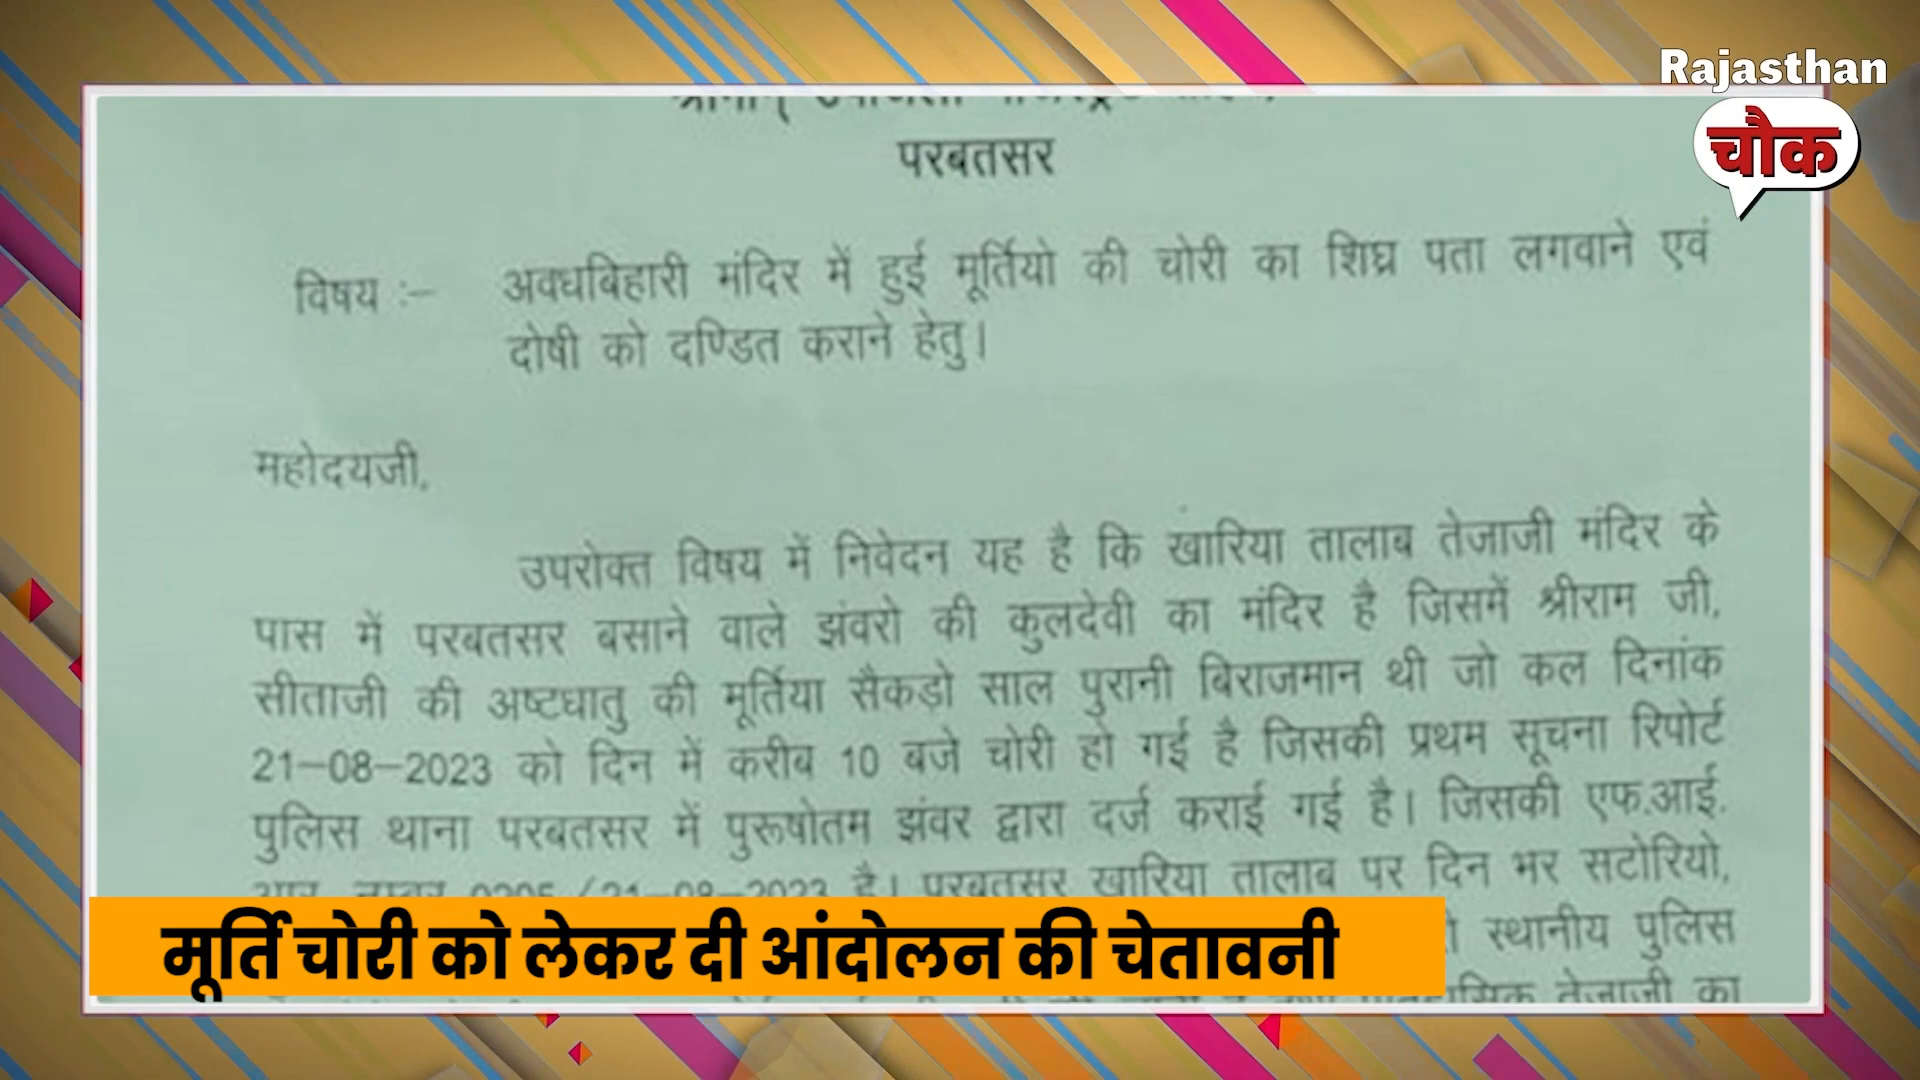 Rajasthan
चौक
परबतसर
विषय :– अवधबिहारी मंदिर में हुई मूर्तियो की चोरी का शिघ्र पता लगवाने एवं
दोषी को दण्डित कराने हेतु।
महोदयजी,
उपरोक्त विषय में निवेदन यह है कि खारिया तालाब तेजाजी मंदिर के
पास में परबतसर बसाने वाले झंवरो की कुलदेवी का मंदिर है जिसमें श्रीराम जी,
सीताजी की अष्टधातु की मूर्तिया सैकड़ो साल पुरानी बिराजमान थी जो कल दिनांक
21–08–2023 को दिन में करीब 10 बजे चोरी हो गई है जिसकी प्रथम सूचना रिपोर्ट
पुलिस थाना परबतसर में पुरूषोतम झंवर द्वारा दर्ज कराई गई है। जिसकी एफ.आई.
है। परबतसर खारिया तालाब पर दिन भर सटोरियो,
स्थानीय पुलिस
तेजाजी का
मूर्ति चोरी को लेकर दी आंदोलन की चेतावनी